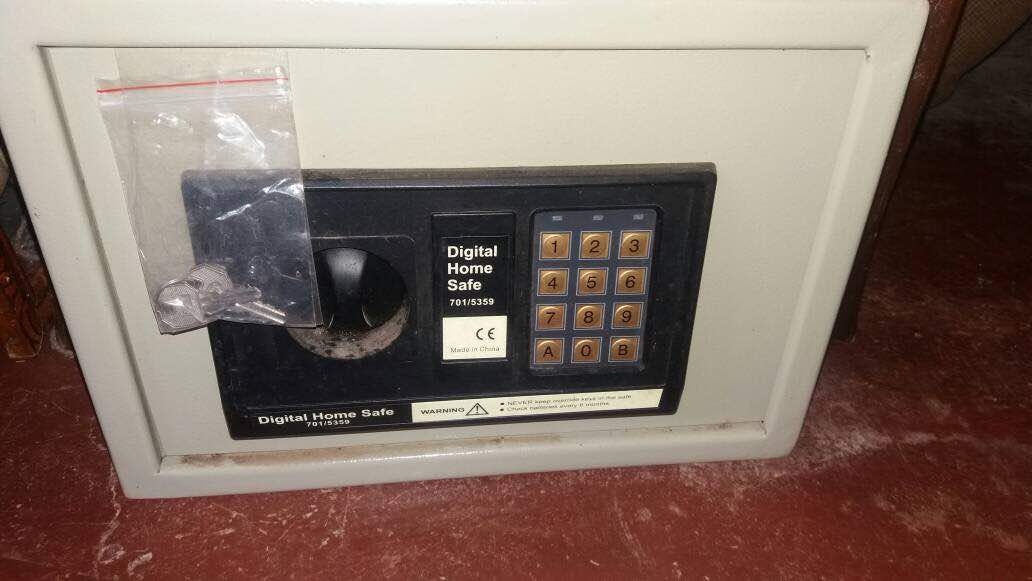 Digital
Home
Safe
701/5359
CE
Made in China
1 2 3
4 5 6
7 8 9
A 0 B
Digital Home Safe
701/5359
WARNING
• NEVER keep override keys in the safe
• Check batteries every 6 months